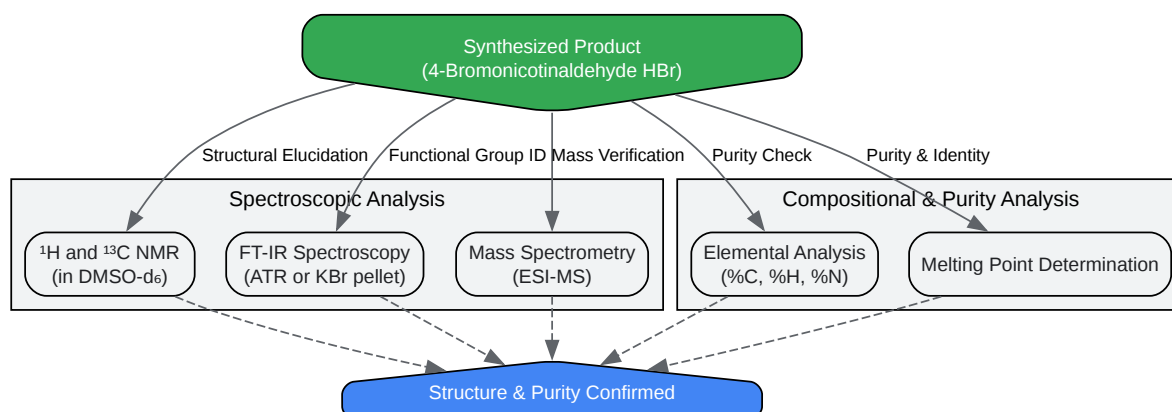 Synthesized Product
(4-Bromonicotinaldehyde HBr)
Structural Elucidation
Functional Group ID
Mass Verification
Purity Check
Purity & Identity
Spectroscopic Analysis
Compositional & Purity Analysis
¹H and ¹³C NMR
(in DMSO-d₆)
FT-IR Spectroscopy
(ATR or KBr pellet)
Mass Spectrometry
(ESI-MS)
Elemental Analysis
(%C, %H, %N)
Melting Point Determination
Structure & Purity Confirmed